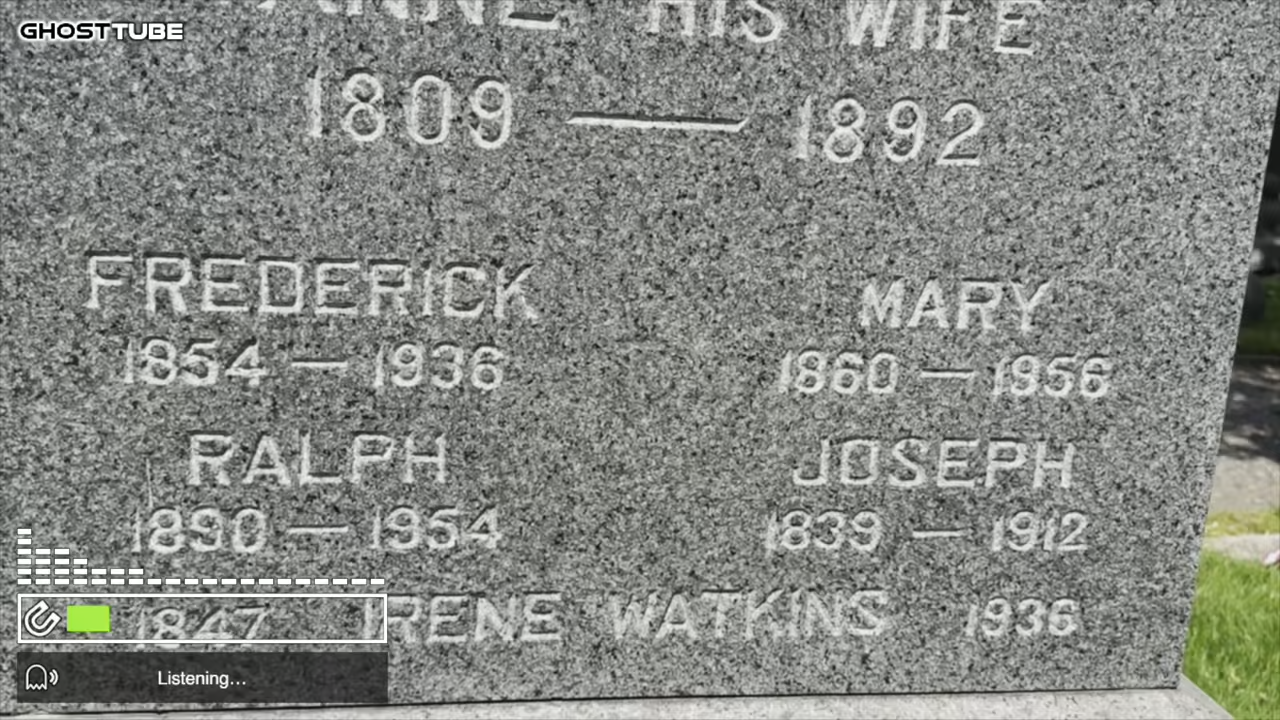 GHOSTTUBE
ANNE HIS WIFE
1809 — 1892
FREDERICK MARY
1854 — 1936 1860 — 1956
RALPH JOSEPH
1890 — 1954 1839 — 1912
1847 IRENE WATKINS 1936
Listening...